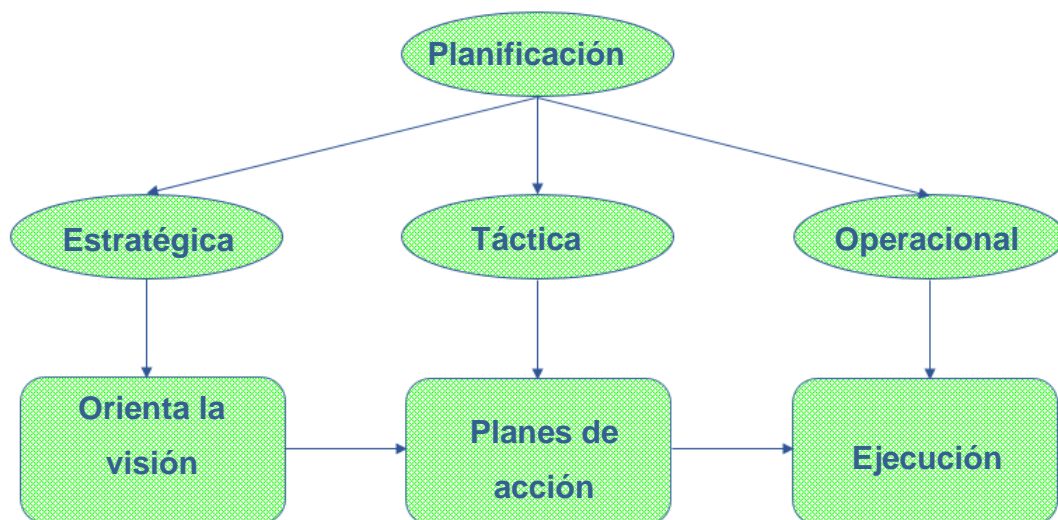 Planificación
Estratégica
Táctica
Operacional
Orienta la
visión
Planes de
acción
Ejecución